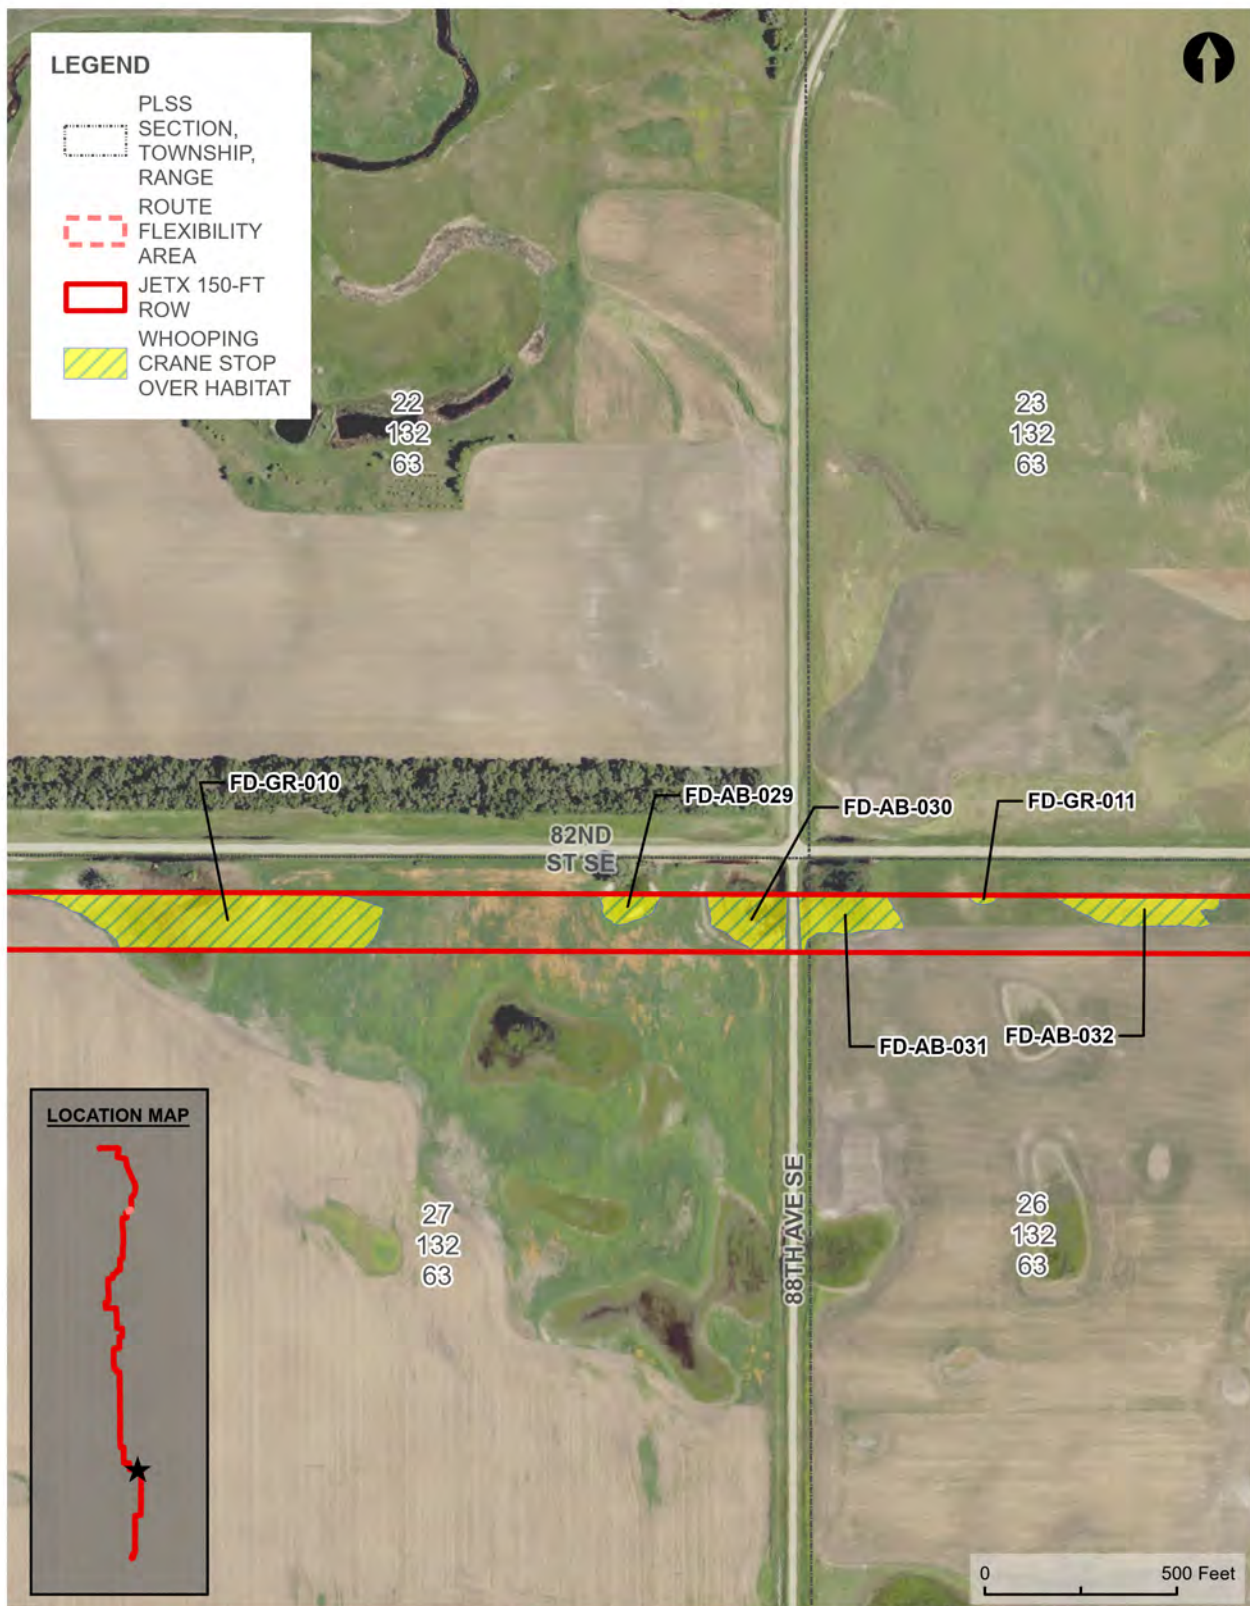 LEGEND
PLSS
SECTION,
TOWNSHIP,
RANGE
ROUTE
FLEXIBILITY
AREA
JETX 150-FT
ROW
WHOOPING
CRANE STOP
OVER HABITAT
22
132
63
23
132
63
FD-GR-010
FD-AB-029
FD-AB-030
FD-GR-011
82ND
ST SE
FD-AB-031
FD-AB-032
LOCATION MAP
27
132
63
88TH AVE SE
26
132
63
0
500 Feet